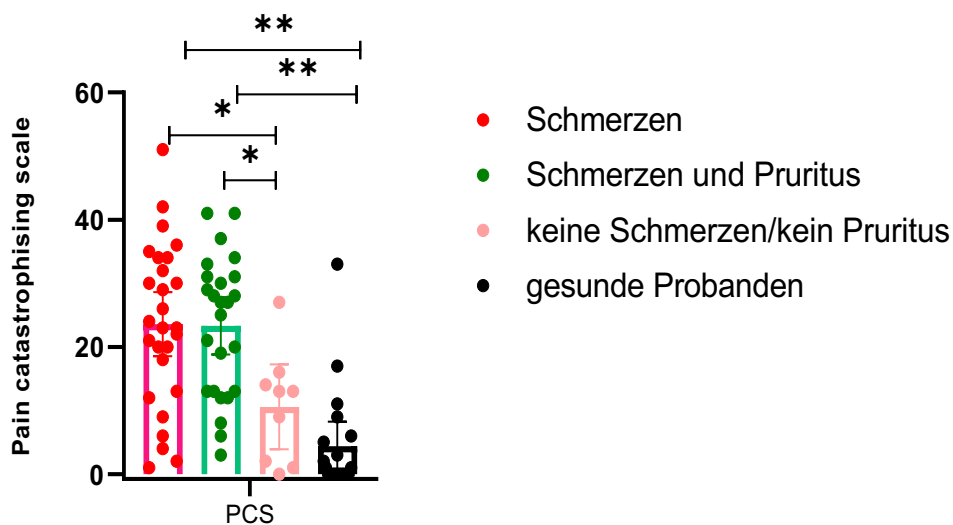 **
**
*
*
60
40
20
0
Pain catastrophising scale
PCS
Schmerzen
Schmerzen und Pruritus
keine Schmerzen/kein Pruritus
gesunde Probanden